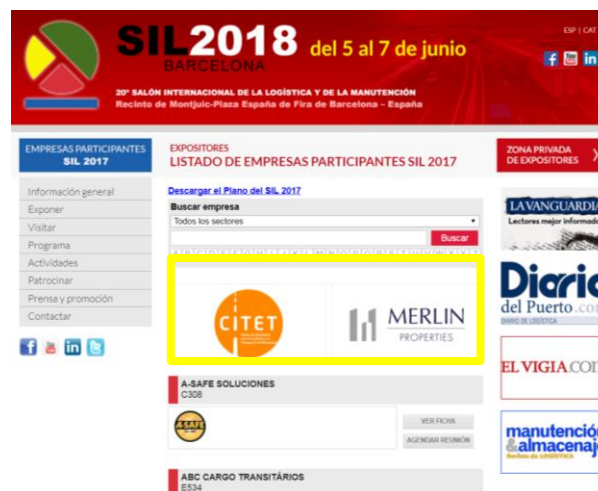 SIL2018 del 5 al 7 de junio
BARCELONA
ESP | CAT
20º SALÓN INTERNACIONAL DE LA LOGÍSTICA Y DE LA MANUTENCIÓN
Recinto de Montjuic-Plaza España de Fira de Barcelona – España
EMPRESAS PARTICIPANTES
SIL 2017
Información general
Exponer
Visitar
Programa
Actividades
Patrocinar
Prensa y promoción
Contactar
EXPOSITORES
LISTADO DE EMPRESAS PARTICIPANTES SIL 2017
Descargar el Plano del SIL 2017
Buscar empresa
Todos los sectores
Buscar
CITET
MERLIN
PROPERTIES
A-SAFE SOLUCIONES
C308
A-SAFE
VER FICHA
AGENDAR REUNIÓN
ABC CARGO TRANSITÁRIOS
E534
ZONA PRIVADA
DE EXPOSITORES
LAVANGUARDIA
Lectores mejor informado
Diario
del Puerto.com
DIARIO DE LOGÍSTICA
EL VIGIA.COM
manutención
&almacenaje